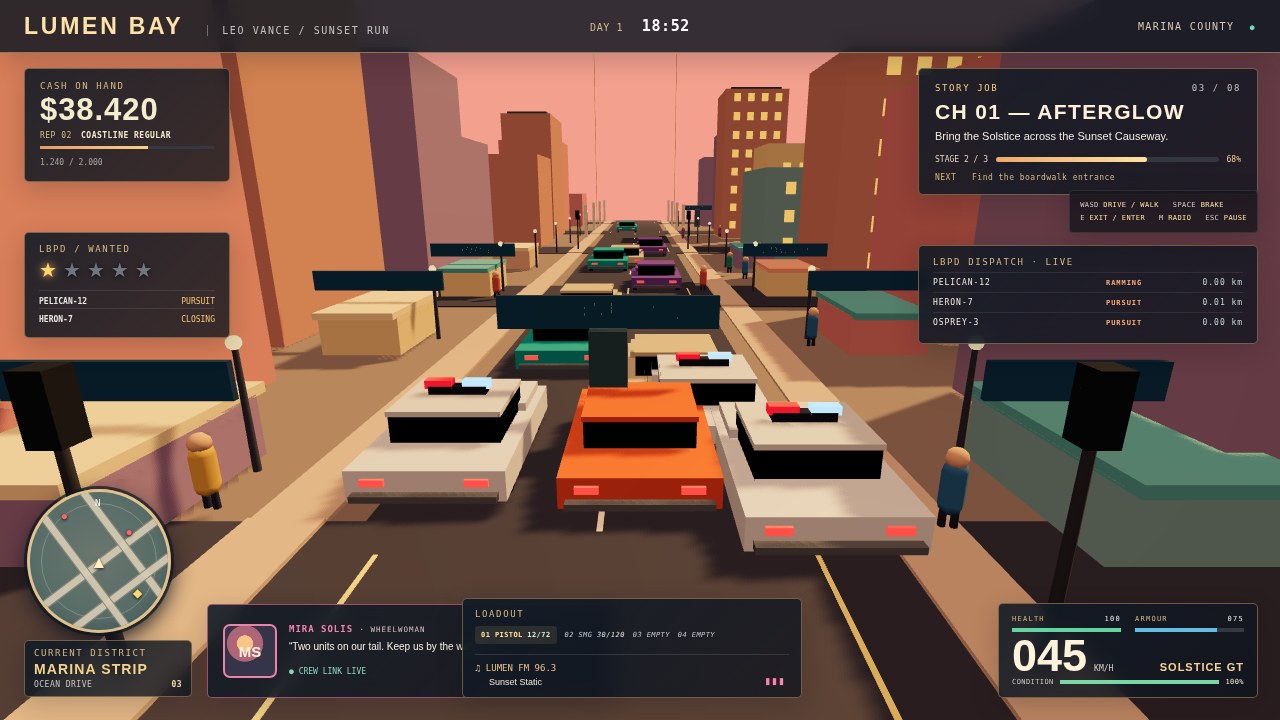 LUMEN BAY | LEO VANCE / SUNSET RUN
DAY 1 18:52
MARINA COUNTY
CASH ON HAND
$38.420
REP 02 COASTLINE REGULAR
1.240 / 2.000
LBPD / WANTED
PELICAN-12 PURSUIT
HERON-7 CLOSING
STORY JOB 03 / 08
CH 01 — AFTERGLOW
Bring the Solstice across the Sunset Causeway.
STAGE 2 / 3 68%
NEXT Find the boardwalk entrance
WASD DRIVE / WALK SPACE BRAKE
E EXIT / ENTER M RADIO ESC PAUSE
LBPD DISPATCH · LIVE
PELICAN-12 RAMMING 0.00 km
HERON-7 PURSUIT 0.01 km
OSPREY-3 PURSUIT 0.00 km
N
CURRENT DISTRICT
MARINA STRIP
OCEAN DRIVE 03
MS
MIRA SOLIS · WHEELWOMAN
"Two units on our tail. Keep us by the w
CREW LINK LIVE
LOADOUT
01 PISTOL 12/72 02 SMG 30/120 03 EMPTY 04 EMPTY
♫ LUMEN FM 96.3
Sunset Static
HEALTH 100 ARMOUR 075
045 KM/H SOLSTICE GT
CONDITION 100%